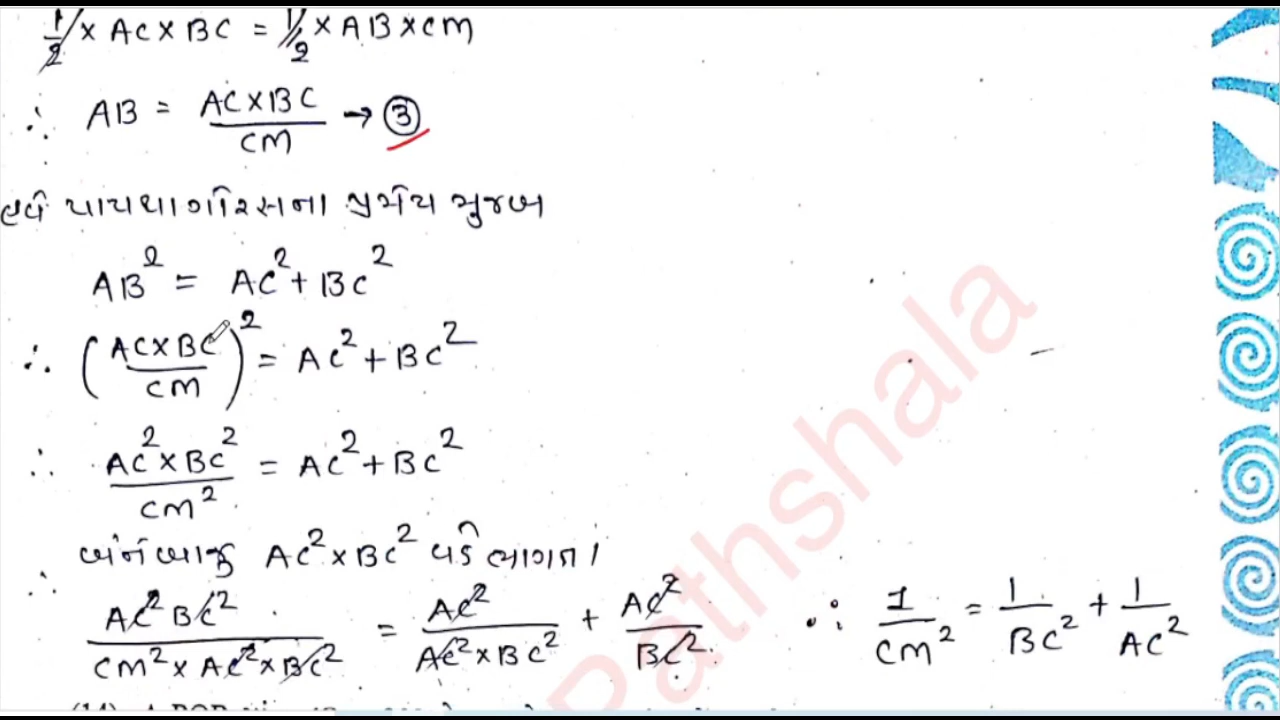 1/2 × AC × BC = 1/2 × AB × CM
∴ AB = AC × BC / CM → ③
હવે પાયથાગોરસના પ્રમેય મુજબ
AB² = AC² + BC²
∴ (AC × BC / CM)² = AC² + BC²
∴ AC² × BC² / CM² = AC² + BC²
બંને બાજુ AC² × BC² વડે ભાગતાં
∴ AC² BC² / CM² × AC² × BC² = AC² / AC² × BC² + AC² / BC² ∴ 1 / CM² = 1 / BC² + 1 / AC²
Pathshala